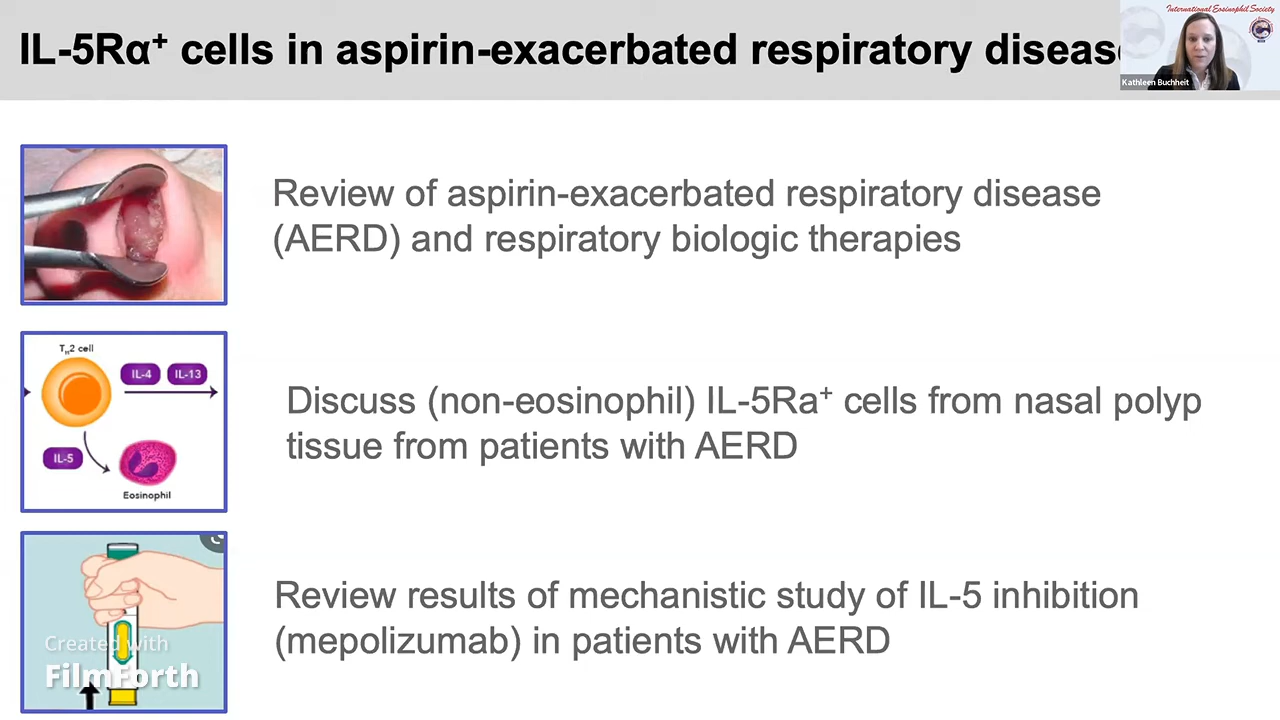 International Eosinophil Society
IL-5Rα⁺ cells in aspirin-exacerbated respiratory disease
Kathleen Buchheit
Review of aspirin-exacerbated respiratory disease
(AERD) and respiratory biologic therapies
TH2 cell
IL-4 IL-13
IL-5
Eosinophil
Discuss (non-eosinophil) IL-5Ra⁺ cells from nasal polyp
tissue from patients with AERD
Review results of mechanistic study of IL-5 inhibition
(mepolizumab) in patients with AERD
Created with
FilmForth